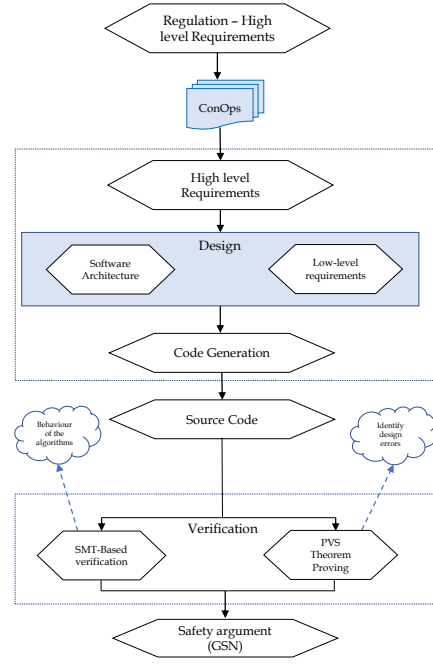 Regulation – High
level Requirements
ConOps
High level
Requirements
Design
Software
Architecture
Low-level
requirements
Code Generation
Source Code
Behaviour
of the
algorithms
Identify
design
errors
Verification
SMT-Based
verification
PVS
Theorem
Proving
Safety argument
(GSN)